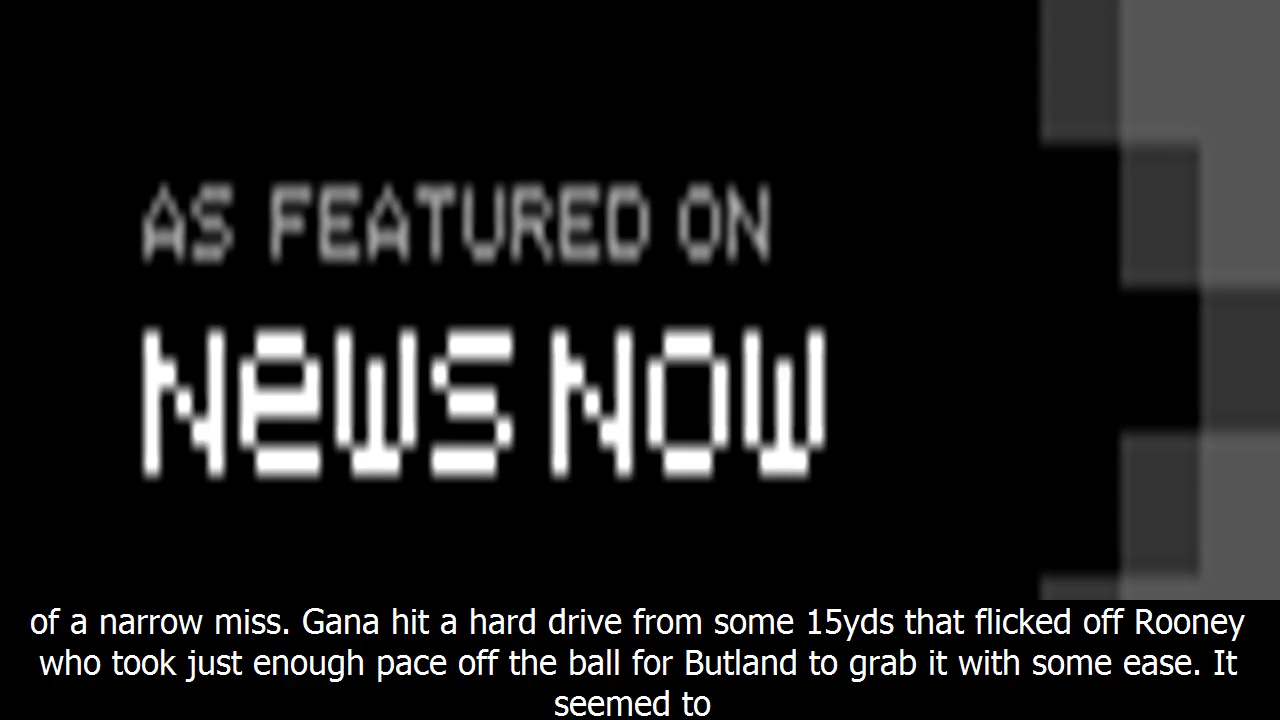 AS FEATURED ON
NeWS NOW
of a narrow miss. Gana hit a hard drive from some 15yds that flicked off Rooney
who took just enough pace off the ball for Butland to grab it with some ease. It
seemed to